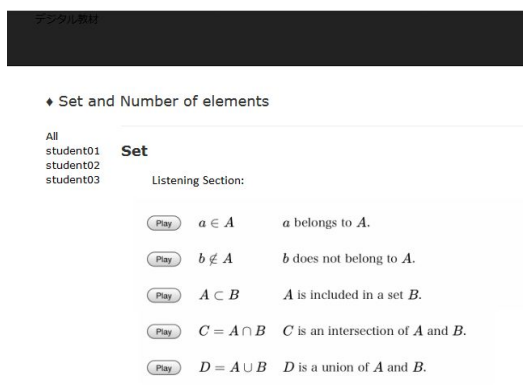 デジタル教材
♦ Set and Number of elements
All
student01
student02
student03
Set
Listening Section:
Play a ∈ A a belongs to A.
Play b ∉ A b does not belong to A.
Play A ⊂ B A is included in a set B.
Play C = A ∩ B C is an intersection of A and B.
Play D = A ∪ B D is a union of A and B.